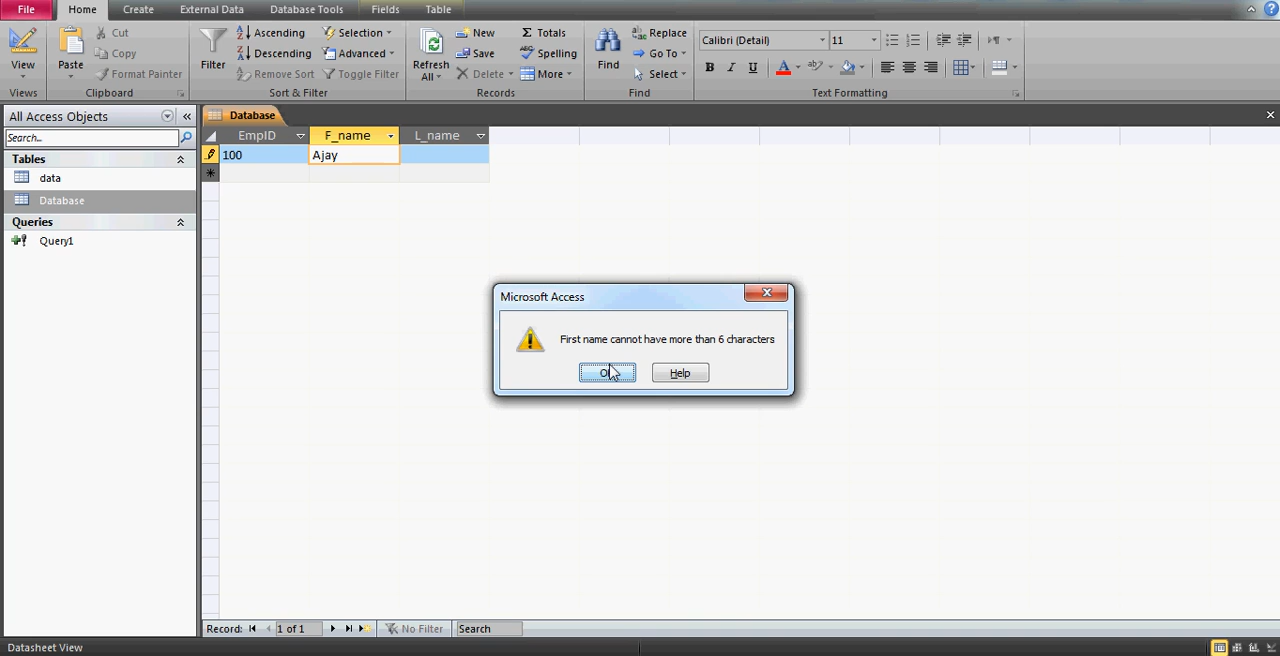 File Home Create External Data Database Tools Fields Table
View Paste Cut Copy Format Painter
Filter Ascending Descending Remove Sort Selection Advanced Toggle Filter
Refresh All New Save Delete Totals Spelling More
Find Replace Go To Select
Calibri (Detail) 11
B I U A ab
Views Clipboard Sort & Filter Records Find Text Formatting
All Access Objects
Search...
Tables
data
Database
Queries
Query1
Database
EmpID F_name L_name
100 Ajay
Microsoft Access
First name cannot have more than 6 characters
Help
Record: 1 of 1 No Filter Search
Datasheet View